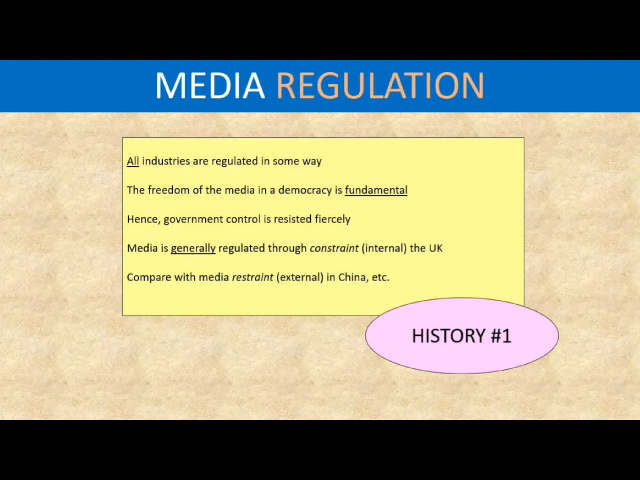 MEDIA REGULATION
All industries are regulated in some way
The freedom of the media in a democracy is fundamental
Hence, government control is resisted fiercely
Media is generally regulated through constraint (internal) the UK
Compare with media restraint (external) in China, etc.
HISTORY #1